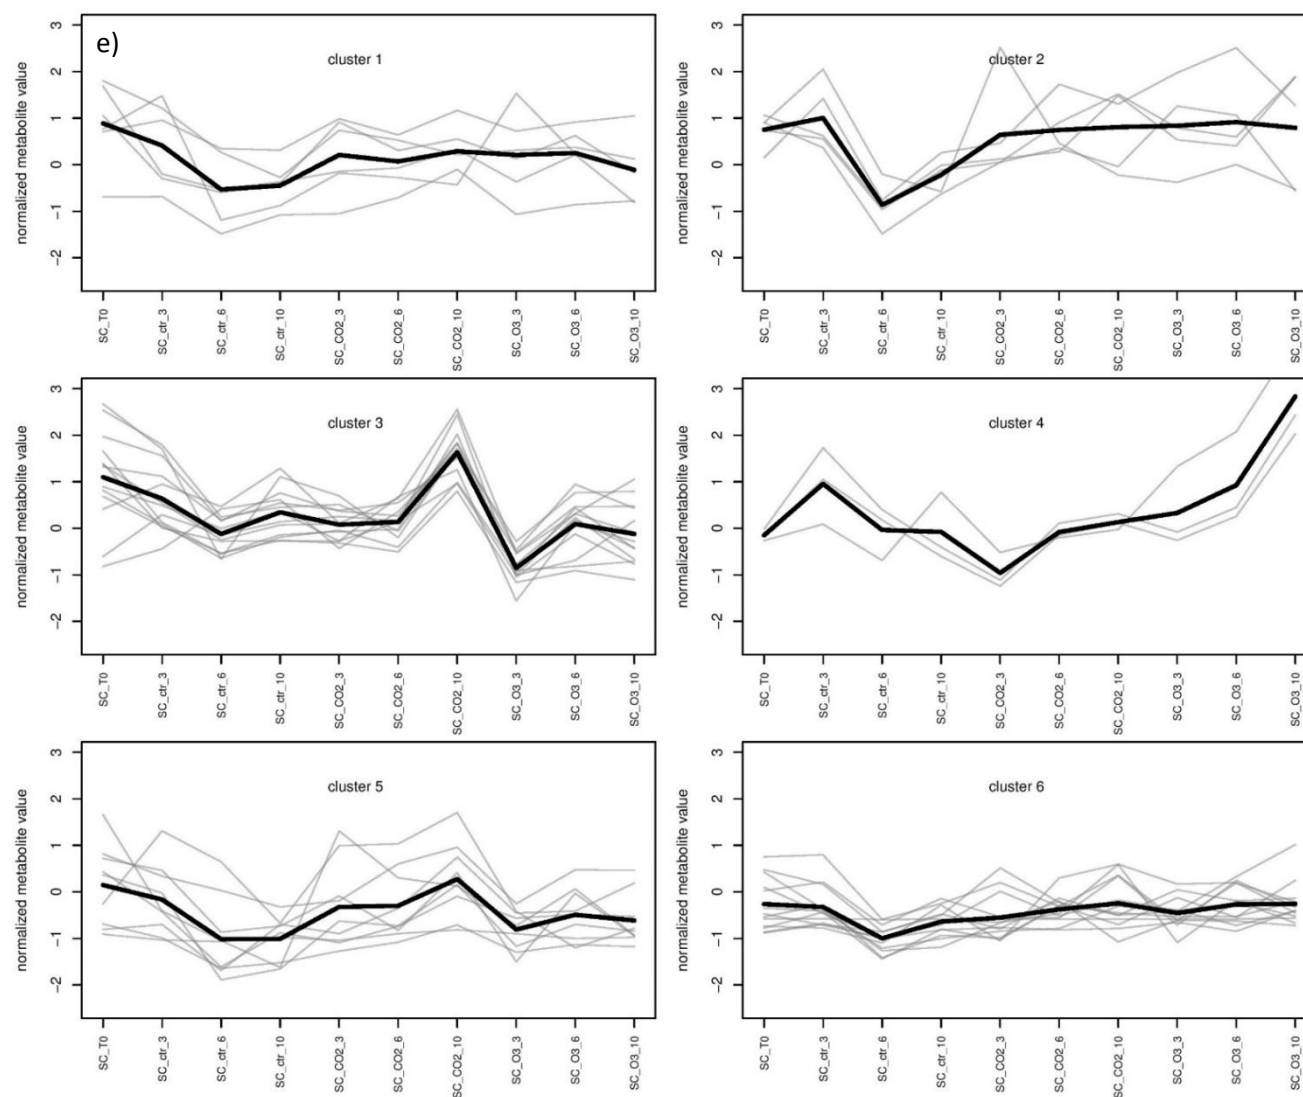 e)
cluster 1
normalized metabolite value
3
2
1
0
−1
−2
SC_T0
SC_ctr_3
SC_ctr_6
SC_ctr_10
SC_CO2_3
SC_CO2_6
SC_CO2_10
SC_O3_3
SC_O3_6
SC_O3_10
cluster 2
normalized metabolite value
3
2
1
0
−1
−2
SC_T0
SC_ctr_3
SC_ctr_6
SC_ctr_10
SC_CO2_3
SC_CO2_6
SC_CO2_10
SC_O3_3
SC_O3_6
SC_O3_10
cluster 3
normalized metabolite value
3
2
1
0
−1
−2
SC_T0
SC_ctr_3
SC_ctr_6
SC_ctr_10
SC_CO2_3
SC_CO2_6
SC_CO2_10
SC_O3_3
SC_O3_6
SC_O3_10
cluster 4
normalized metabolite value
3
2
1
0
−1
−2
SC_T0
SC_ctr_3
SC_ctr_6
SC_ctr_10
SC_CO2_3
SC_CO2_6
SC_CO2_10
SC_O3_3
SC_O3_6
SC_O3_10
cluster 5
normalized metabolite value
3
2
1
0
−1
−2
SC_T0
SC_ctr_3
SC_ctr_6
SC_ctr_10
SC_CO2_3
SC_CO2_6
SC_CO2_10
SC_O3_3
SC_O3_6
SC_O3_10
cluster 6
normalized metabolite value
3
2
1
0
−1
−2
SC_T0
SC_ctr_3
SC_ctr_6
SC_ctr_10
SC_CO2_3
SC_CO2_6
SC_CO2_10
SC_O3_3
SC_O3_6
SC_O3_10